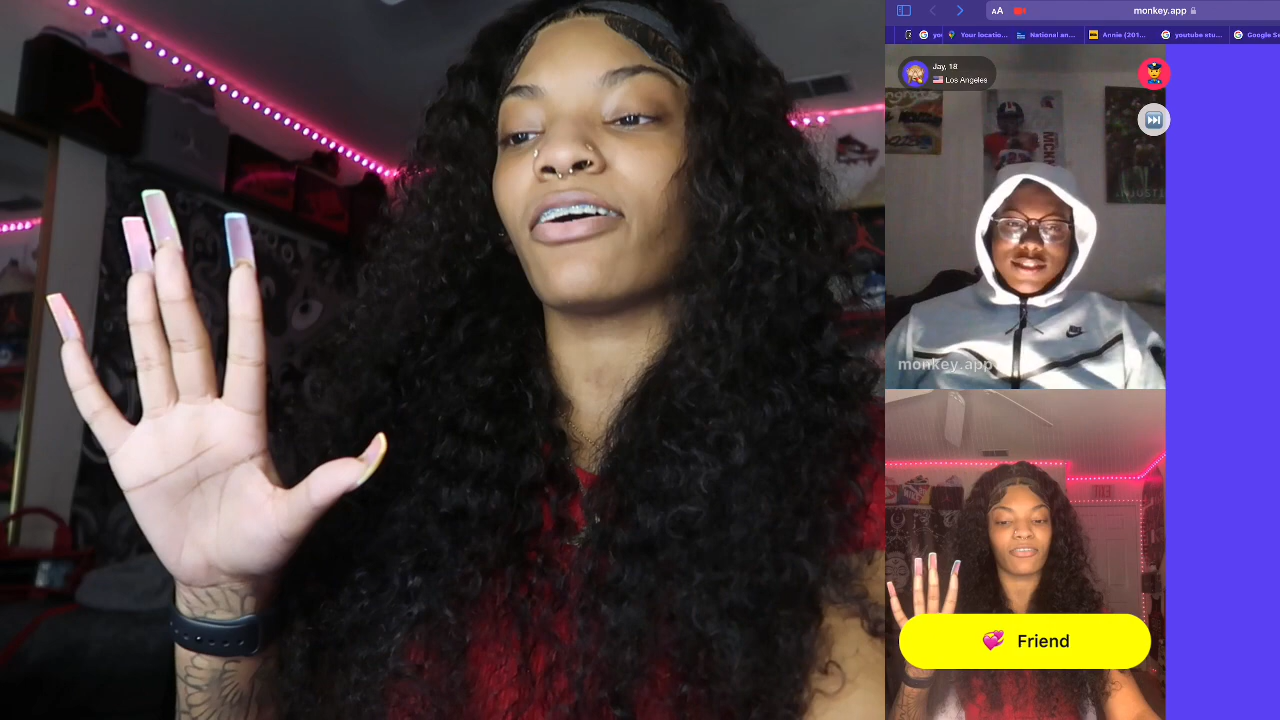 AA
monkey.app
yo
Your locatio...
National an...
Annie (201...
youtube stu...
Google Se
Jay, 18
Los Angeles
monkey.app
Friend